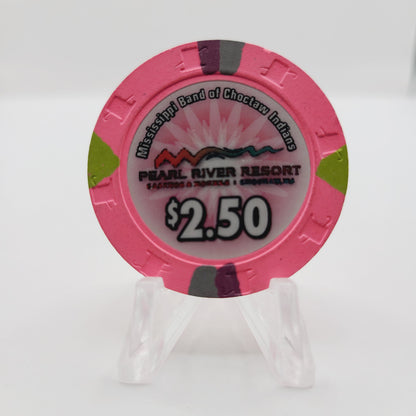 Mississippi Band of Choctaw Indians
PEARL RIVER RESORT
$2.50